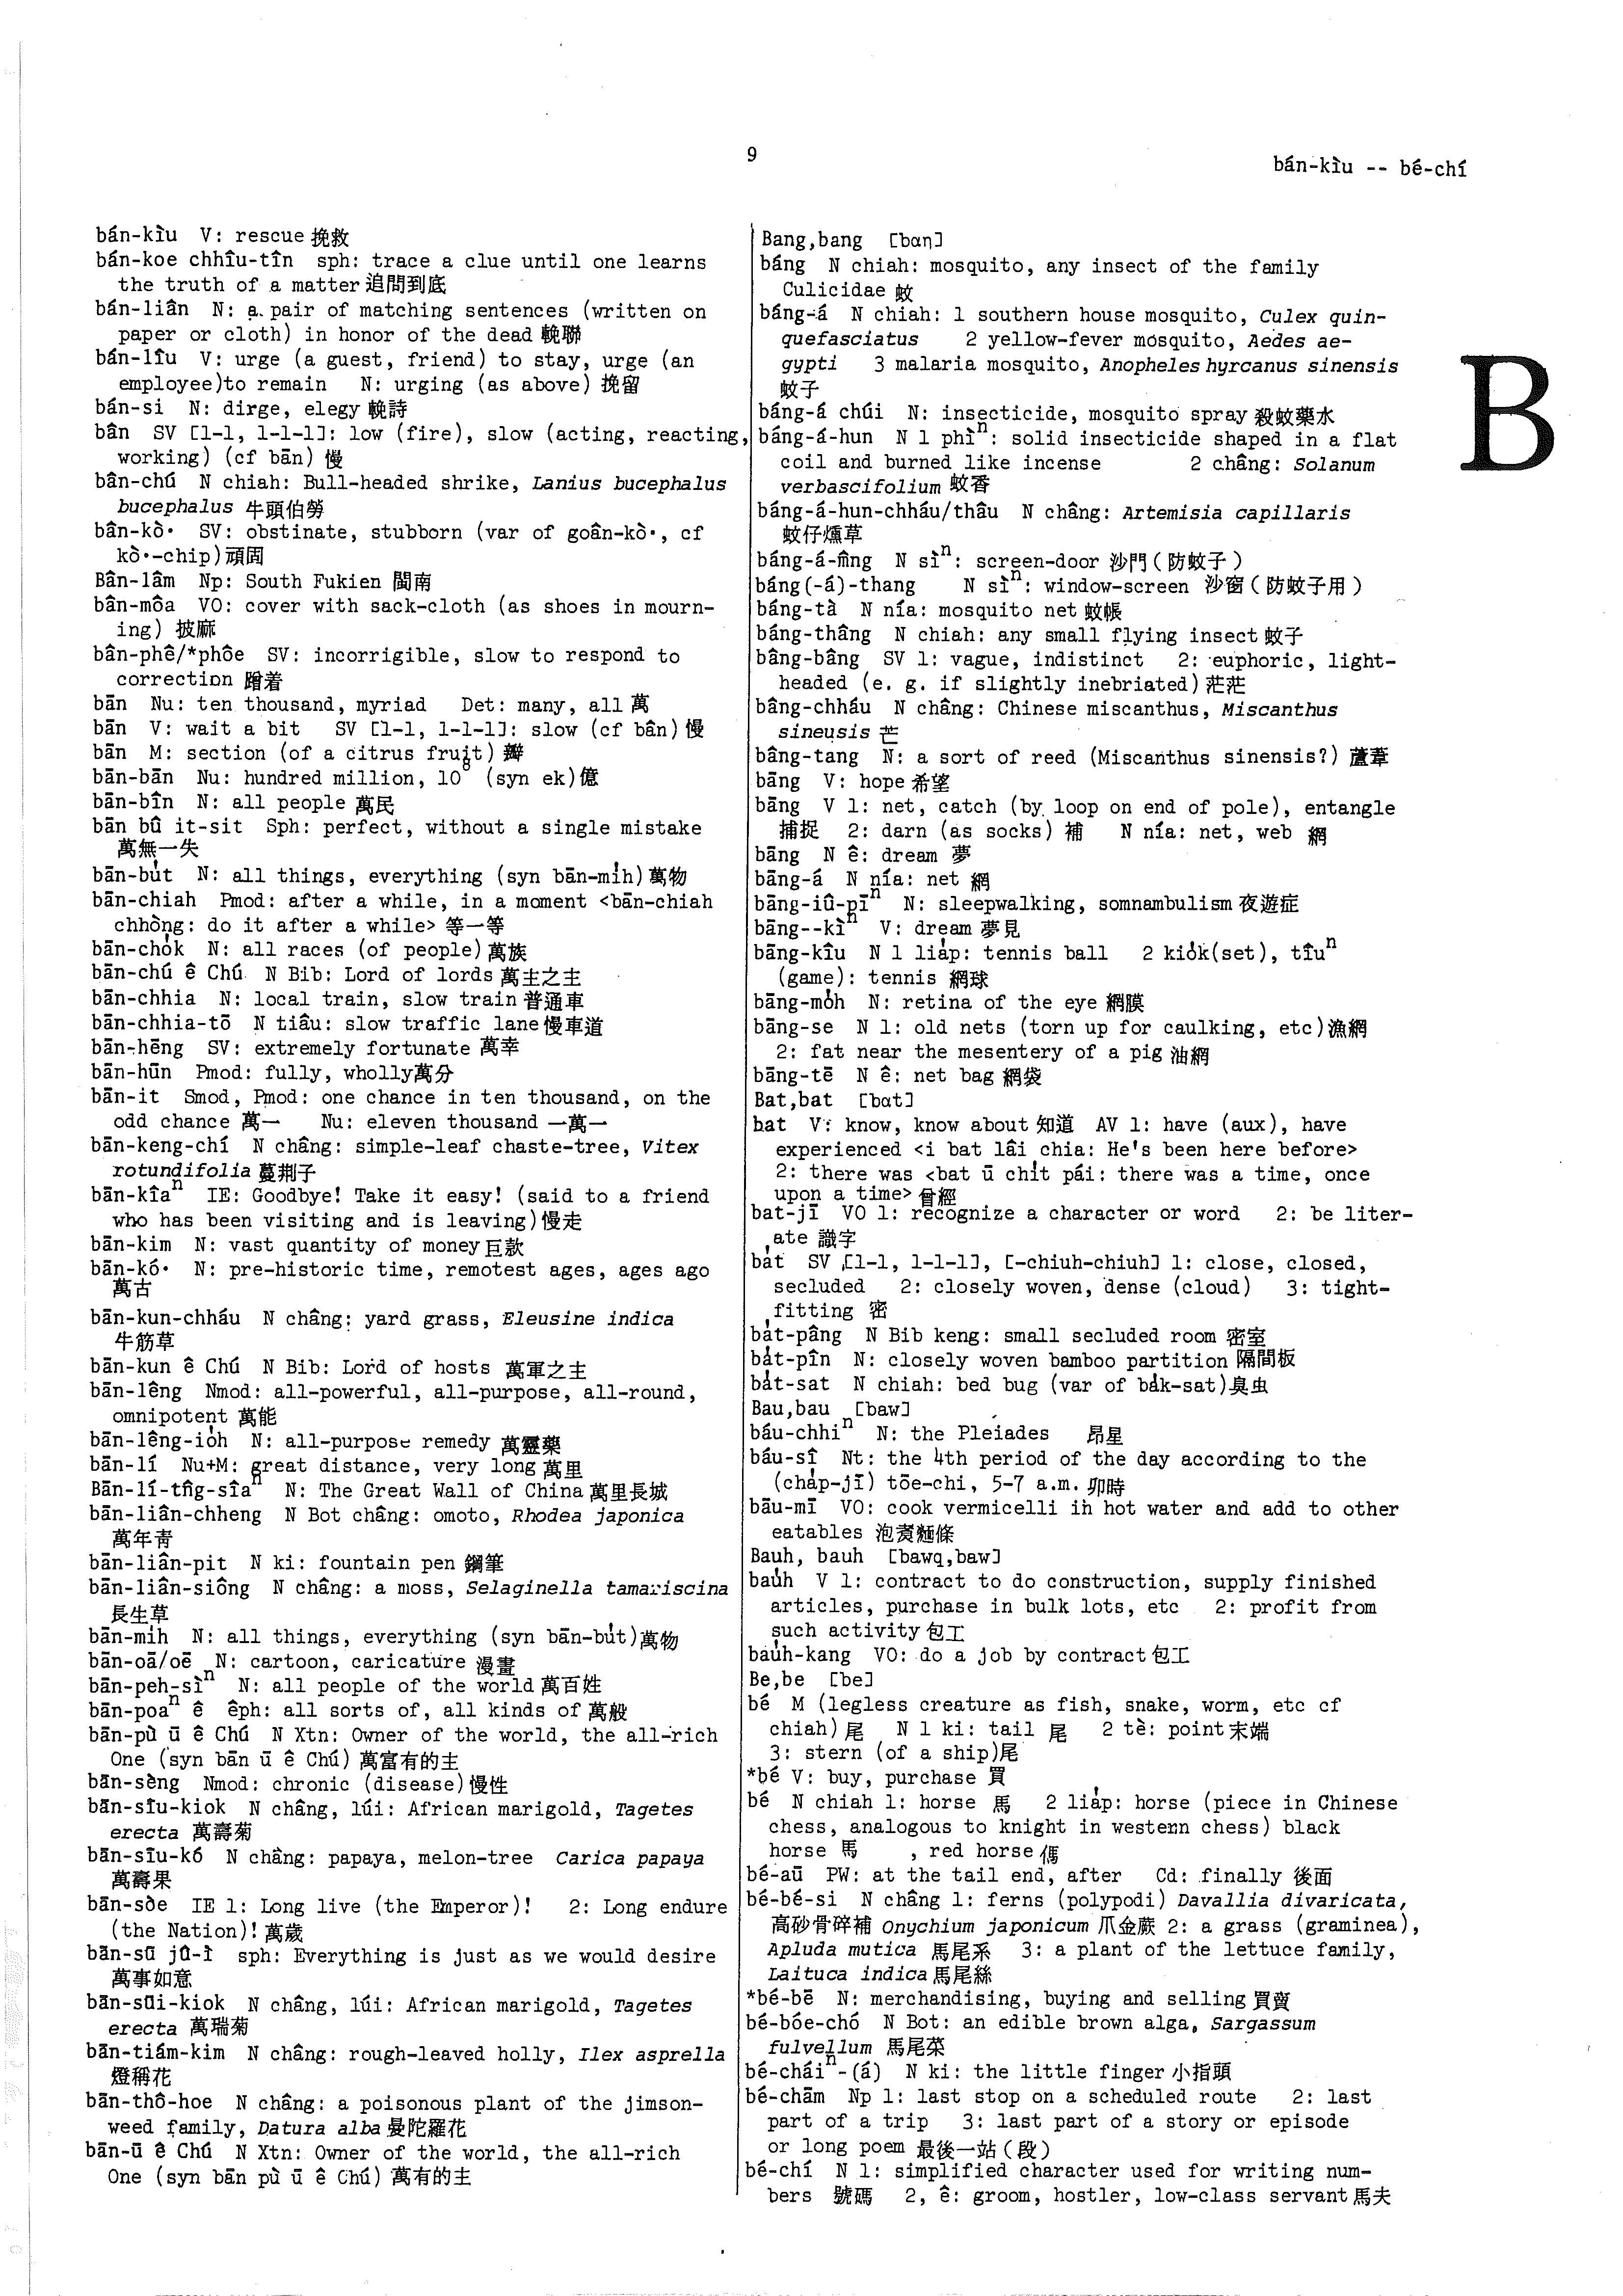 9
bán-kìu -- bé-chí
bán-kìu V: rescue 挽救
bán-koe chhîu-tîn sph: trace a clue until one learns
the truth of a matter 追問到底
bán-liân N: a pair of matching sentences (written on
paper or cloth) in honor of the dead 輓聯
bán-lîu V: urge (a guest, friend) to stay, urge (an
employee)to remain N: urging (as above) 挽留
bán-si N: dirge, elegy 輓詩
bân SV [1-1, 1-1-1]: low (fire), slow (acting, reacting,
working) (cf bān) 慢
bân-chú N chiah: Bull-headed shrike, Lanius bucephalus
bucephalus 牛頭伯勞
bân-kò· SV: obstinate, stubborn (var of goân-kò·, cf
kò·-chip) 頑固
Bân-lâm Np: South Fukien 閩南
bân-môa VO: cover with sack-cloth (as shoes in mourn-
ing) 披麻
bân-phê/*phôe SV: incorrigible, slow to respond to
correction 蹭着
bān Nu: ten thousand, myriad Det: many, all 萬
bān V: wait a bit SV [1-1, 1-1-1]: slow (cf bân) 慢
bān M: section (of a citrus fruit) 瓣
bān-bān Nu: hundred million, 10⁸ (syn ek) 億
bān-bîn N: all people 萬民
bān bû it-sit Sph: perfect, without a single mistake
萬無一失
bān-bu̍t N: all things, everything (syn bān-mi̍h) 萬物
bān-chiah Pmod: after a while, in a moment <bān-chiah
chhòng: do it after a while> 等一等
bān-cho̍k N: all races (of people) 萬族
bān-chú ê Chú N Bib: Lord of lords 萬主之主
bān-chhia N: local train, slow train 普通車
bān-chhia-tō N tiâu: slow traffic lane 慢車道
bān-hēng SV: extremely fortunate 萬幸
bān-hūn Pmod: fully, wholly 萬分
bān-it Smod, Pmod: one chance in ten thousand, on the
odd chance 萬一 Nu: eleven thousand 一萬一
bān-keng-chí N châng: simple-leaf chaste-tree, Vitex
rotundifolia 蔓荆子
bān-kîaⁿ IE: Goodbye! Take it easy! (said to a friend
who has been visiting and is leaving) 慢走
bān-kim N: vast quantity of money 巨款
bān-kó· N: pre-historic time, remotest ages, ages ago
萬古
bān-kun-chháu N châng: yard grass, Eleusine indica
牛筋草
bān-kun ê Chú N Bib: Lord of hosts 萬軍之主
bān-lêng Nmod: all-powerful, all-purpose, all-round,
omnipotent 萬能
bān-lêng-io̍h N: all-purpose remedy 萬靈藥
bān-lí Nu+M: great distance, very long 萬里
Bān-lí-tn̂g-sîaⁿ N: The Great Wall of China 萬里長城
bān-liân-chheng N Bot châng: omoto, Rhodea japonica
萬年青
bān-liân-pit N ki: fountain pen 鋼筆
bān-liân-siông N châng: a moss, Selaginella tamariscina
長生草
bān-mi̍h N: all things, everything (syn bān-bu̍t) 萬物
bān-oā/oē N: cartoon, caricature 漫畫
bān-peh-sìⁿ N: all people of the world 萬百姓
bān-poaⁿ ê êph: all sorts of, all kinds of 萬般
bān-pù ū ê Chú N Xtn: Owner of the world, the all-rich
One (syn bān ū ê Chú) 萬富有的主
bān-sèng Nmod: chronic (disease) 慢性
bān-sīu-kiok N châng, lúi: African marigold, Tagetes
erecta 萬壽菊
bān-sīu-kó N châng: papaya, melon-tree Carica papaya
萬壽果
bān-sòe IE 1: Long live (the Emperor)! 2: Long endure
(the Nation)! 萬歲
bān-sū jû-ì sph: Everything is just as we would desire
萬事如意
bān-sūi-kiok N châng, lúi: African marigold, Tagetes
erecta 萬瑞菊
bān-tiám-kim N châng: rough-leaved holly, Ilex asprella
燈稱花
bān-thô-hoe N châng: a poisonous plant of the jimson-
weed family, Datura alba 曼陀羅花
bān-ū ê Chú N Xtn: Owner of the world, the all-rich
One (syn bān pù ū ê Chú) 萬有的主
Bang,bang [bɑŋ]
báng N chiah: mosquito, any insect of the family
Culicidae 蚊
báng-á N chiah: 1 southern house mosquito, Culex quin-
quefasciatus 2 yellow-fever mosquito, Aedes ae-
gypti 3 malaria mosquito, Anopheles hyrcanus sinensis
蚊子
báng-á chúi N: insecticide, mosquito spray 殺蚊藥水
báng-á-hun N 1 phìⁿ: solid insecticide shaped in a flat
coil and burned like incense 2 châng: Solanum
verbascifolium 蚊香
báng-á-hun-chháu/thâu N châng: Artemisia capillaris
蚊仔燻草
báng-á-mn̂g N sìⁿ: screen-door 沙門(防蚊子)
báng(-á)-thang N sìⁿ: window-screen 沙窗(防蚊子用)
báng-tà N nía: mosquito net 蚊帳
báng-thâng N chiah: any small flying insect 蚊子
bâng-bâng SV 1: vague, indistinct 2: euphoric, light-
headed (e. g. if slightly inebriated) 茫茫
bâng-chháu N châng: Chinese miscanthus, Miscanthus
sineusis 芒
bâng-tang N: a sort of reed (Miscanthus sinensis?) 蘆葦
bāng V: hope 希望
bāng V 1: net, catch (by loop on end of pole), entangle
捕捉 2: darn (as socks) 補 N nía: net, web 網
bāng N ê: dream 夢
bāng-á N nía: net 網
bāng-iû-pīⁿ N: sleepwalking, somnambulism 夜遊症
bāng--kìⁿ V: dream 夢見
bāng-kîu N 1 lia̍p: tennis ball 2 kio̍k(set), tîuⁿ
(game): tennis 網球
bāng-mo̍h N: retina of the eye 網膜
bāng-se N 1: old nets (torn up for caulking, etc) 漁網
2: fat near the mesentery of a pig 油網
bāng-tē N ê: net bag 網袋
Bat,bat [bɑt]
bat V: know, know about 知道 AV 1: have (aux), have
experienced <i bat lâi chia: He's been here before>
2: there was <bat ū chi̍t pái: there was a time, once
upon a time> 曾經
bat-jī VO 1: recognize a character or word 2: be liter-
ate 識字
ba̍t SV [1-1, 1-1-1], [-chiuh-chiuh] 1: close, closed,
secluded 2: closely woven, dense (cloud) 3: tight-
fitting 密
ba̍t-pâng N Bib keng: small secluded room 密室
ba̍t-pîn N: closely woven bamboo partition 隔間板
ba̍t-sat N chiah: bed bug (var of ba̍k-sat) 臭虫
Bau,bau [baw]
báu-chhiⁿ N: the Pleiades 昂星
báu-sî Nt: the 4th period of the day according to the
(cha̍p-jī) tōe-chi, 5-7 a.m. 卯時
bāu-mī VO: cook vermicelli in hot water and add to other
eatables 泡煑麵條
Bauh, bauh [bawq,baw]
ba̍uh V 1: contract to do construction, supply finished
articles, purchase in bulk lots, etc 2: profit from
such activity 包工
ba̍uh-kang VO: do a job by contract 包工
Be,be [be]
bé M (legless creature as fish, snake, worm, etc cf
chiah) 尾 N 1 ki: tail 尾 2 tè: point 末端
3: stern (of a ship) 尾
*bé V: buy, purchase 買
bé N chiah 1: horse 馬 2 lia̍p: horse (piece in Chinese
chess, analogous to knight in western chess) black
horse 馬 , red horse 傌
bé-aū PW: at the tail end, after Cd: finally 後面
bé-bé-si N châng 1: ferns (polypodi) Davallia divaricata,
高砂骨碎補 Onychium japonicum 爪金蕨 2: a grass (graminea),
Apluda mutica 馬尾系 3: a plant of the lettuce family,
Laituca indica 馬尾絲
*bé-bē N: merchandising, buying and selling 買賣
bé-bóe-chó N Bot: an edible brown alga, Sargassum
fulvellum 馬尾菜
bé-cháiⁿ-(á) N ki: the little finger 小指頭
bé-chām Np 1: last stop on a scheduled route 2: last
part of a trip 3: last part of a story or episode
or long poem 最後一站(段)
bé-chí N 1: simplified character used for writing num-
bers 號碼 2, ê: groom, hostler, low-class servant 馬夫
B